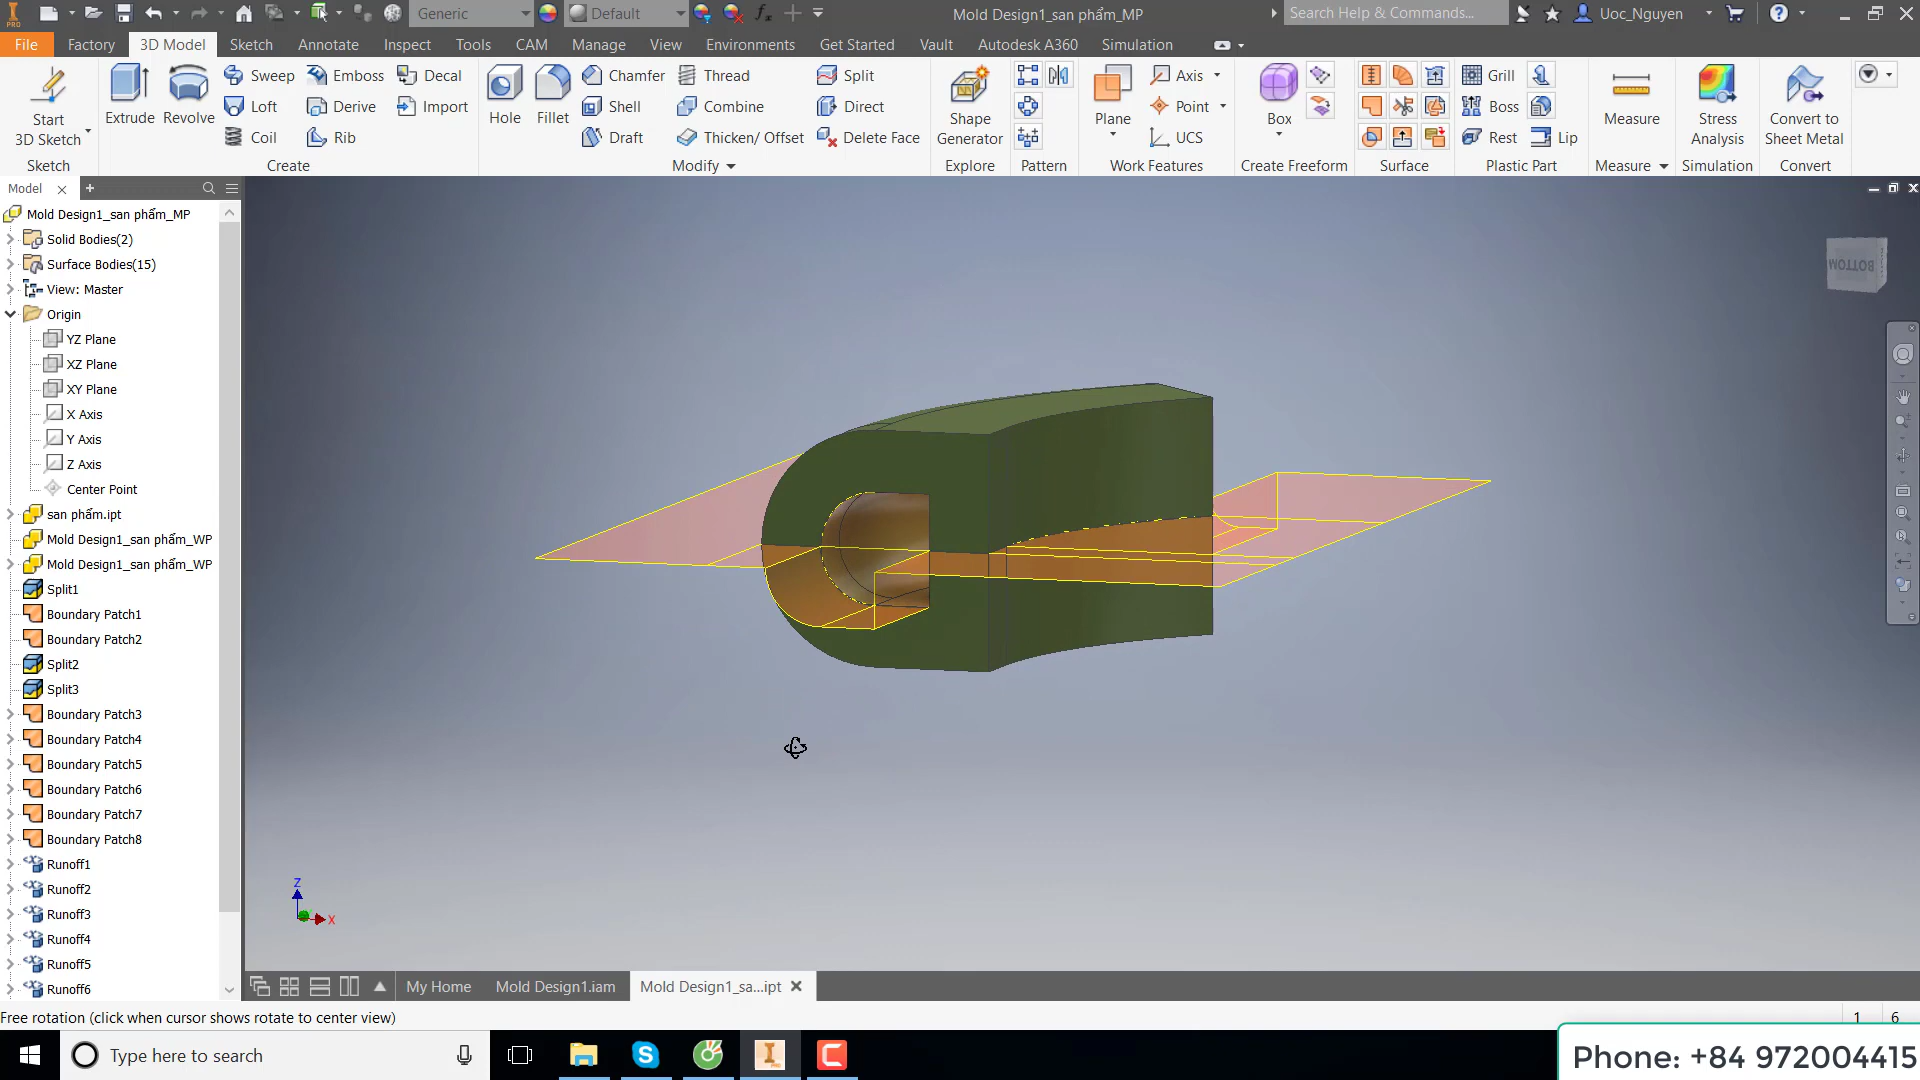 PRO
Generic
Default
fx
Mold Design1_san phẩm_MP
Search Help & Commands...
Uoc_Nguyen
File
Factory
3D Model
Sketch
Annotate
Inspect
Tools
CAM
Manage
View
Environments
Get Started
Vault
Autodesk A360
Simulation
Start
3D Sketch
Extrude
Revolve
Sweep
Loft
Coil
Emboss
Derive
Rib
Decal
Import
Hole
Fillet
Chamfer
Shell
Draft
Thread
Combine
Thicken/ Offset
Split
Direct
Delete Face
Shape
Generator
Plane
Axis
Point
UCS
Box
Grill
Boss
Rest
Lip
Measure
Stress
Analysis
Convert to
Sheet Metal
Sketch
Create
Modify
Explore
Pattern
Work Features
Create Freeform
Surface
Plastic Part
Measure
Simulation
Convert
Model
Mold Design1_san phẩm_MP
Solid Bodies(2)
Surface Bodies(15)
View: Master
Origin
YZ Plane
XZ Plane
XY Plane
X Axis
Y Axis
Z Axis
Center Point
san phẩm.ipt
Mold Design1_san phẩm_WP
Mold Design1_san phẩm_WP
Split1
Boundary Patch1
Boundary Patch2
Split2
Split3
Boundary Patch3
Boundary Patch4
Boundary Patch5
Boundary Patch6
Boundary Patch7
Boundary Patch8
Runoff1
Runoff2
Runoff3
Runoff4
Runoff5
Runoff6
BOTTOM
Z
X
My Home
Mold Design1.iam
Mold Design1_sa...ipt
Free rotation (click when cursor shows rotate to center view)
1
6
Type here to search
Phone: +84 972004415